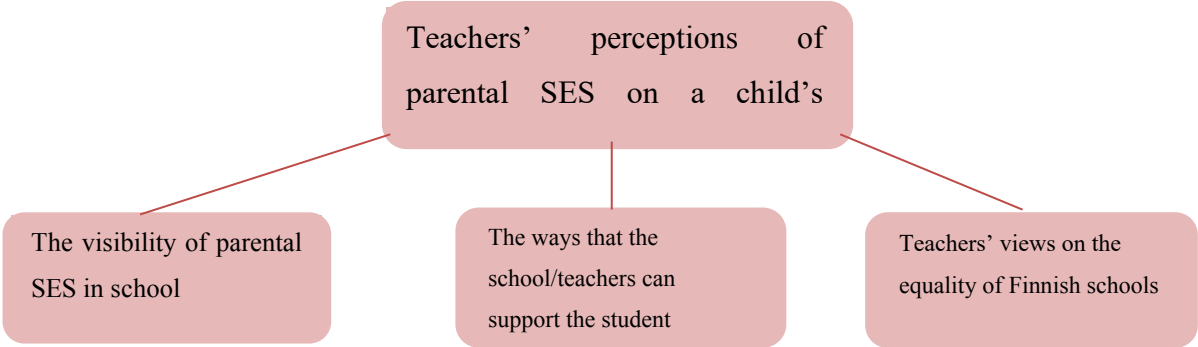 Teachers’ perceptions of
parental SES on a child’s
The visibility of parental
SES in school
The ways that the
school/teachers can
support the student
Teachers’ views on the
equality of Finnish schools